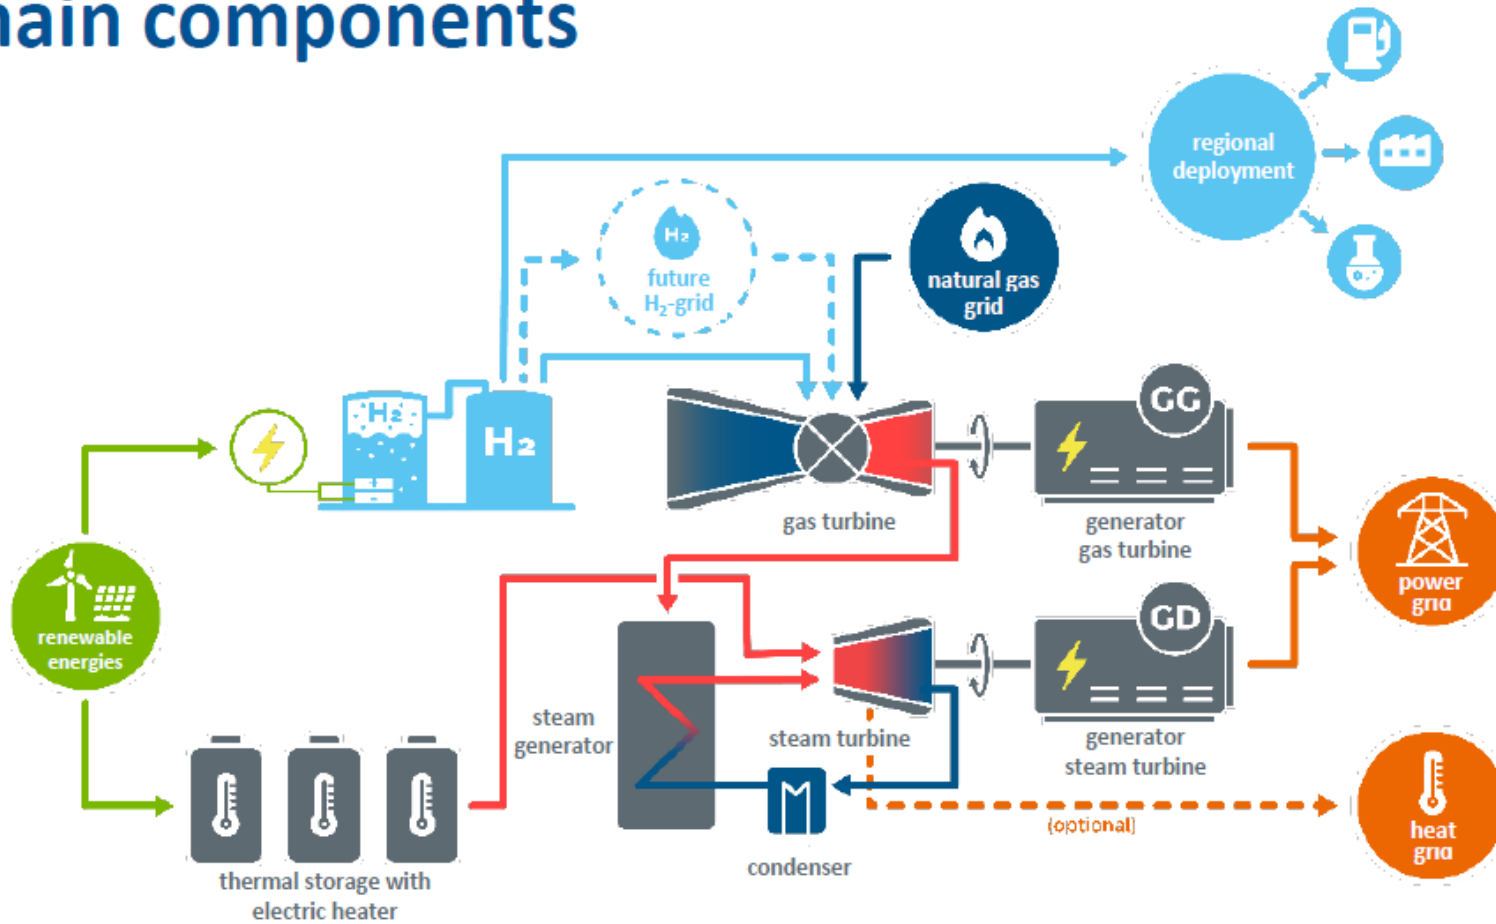 main components
regional
deployment
H₂
future
H₂-grid
natural gas
grid
H₂
H₂
GG
gas turbine
generator
gas turbine
power
grid
renewable
energies
GD
steam
generator
steam turbine
generator
steam turbine
(optional)
heat
grid
condenser
thermal storage with
electric heater